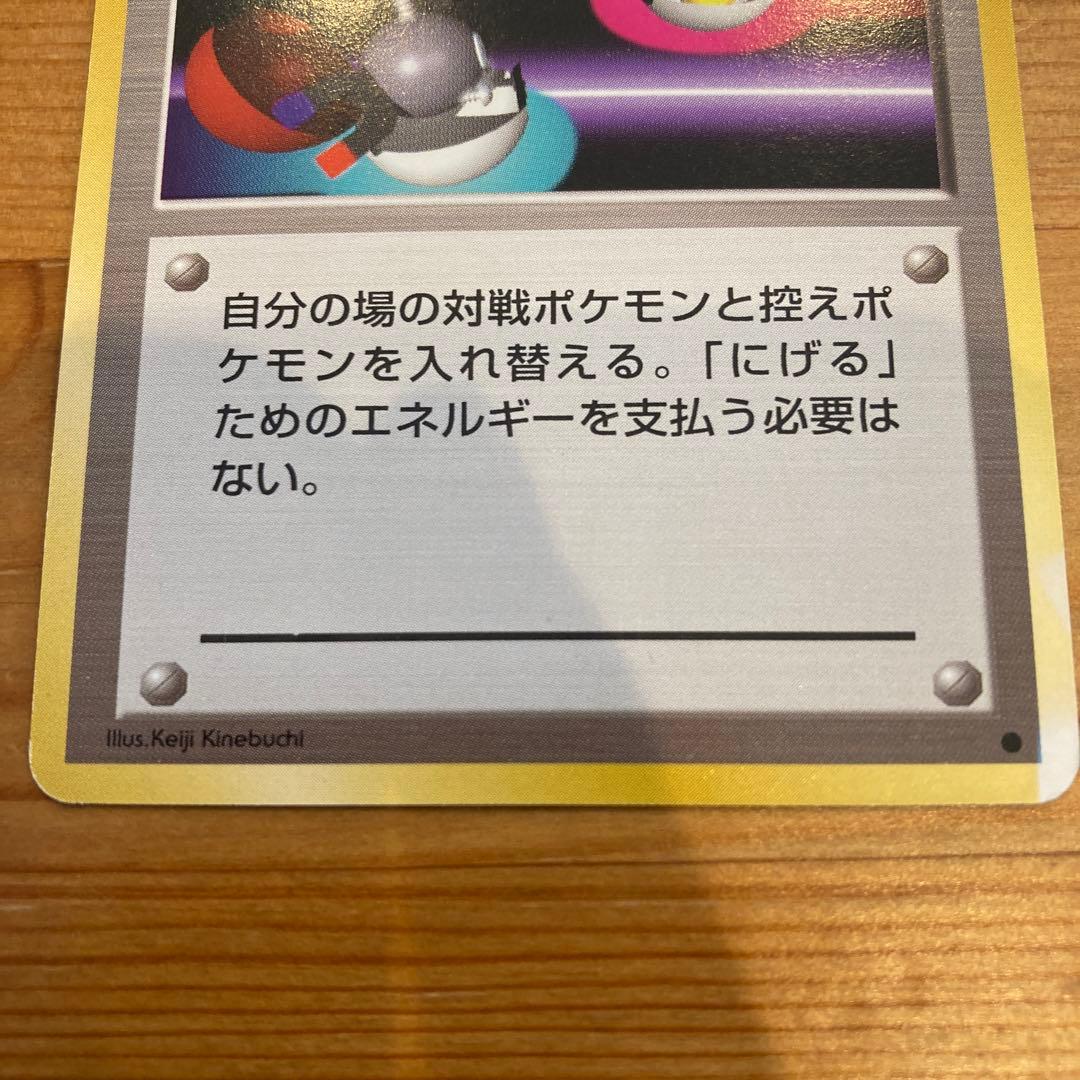 自分の場の対戦ポケモンと控えポ
ケモンを入れ替える。「にげる」
ためのエネルギーを支払う必要は
ない。
Illus. Keiji Kinebuchi